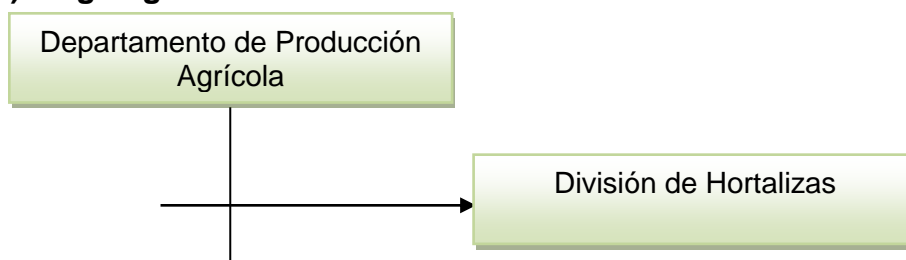 Departamento de Producción
Agrícola
División de Hortalizas